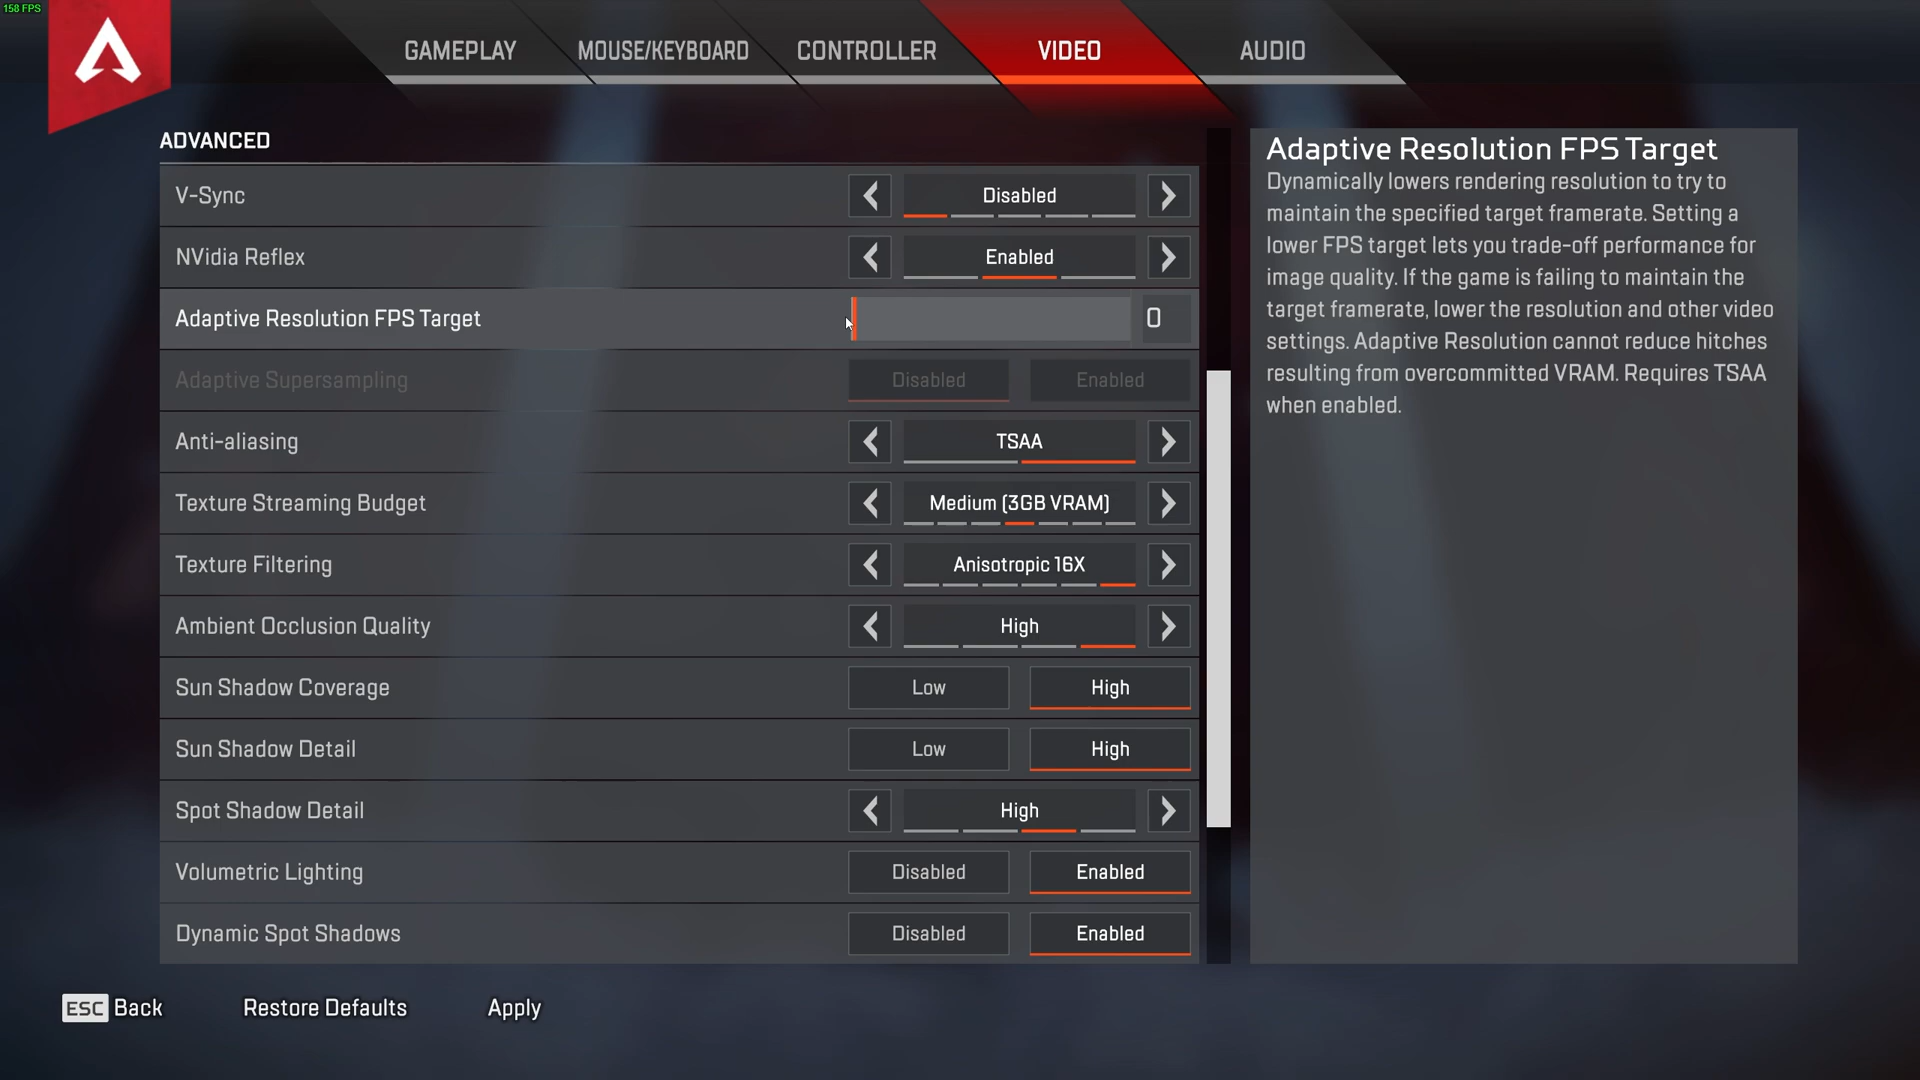 158 FPS
GAMEPLAY
MOUSE/KEYBOARD
CONTROLLER
VIDEO
AUDIO
ADVANCED
V-Sync
Disabled
NVidia Reflex
Enabled
Adaptive Resolution FPS Target
0
Adaptive Supersampling
Disabled
Enabled
Anti-aliasing
TSAA
Texture Streaming Budget
Medium (3GB VRAM)
Texture Filtering
Anisotropic 16X
Ambient Occlusion Quality
High
Sun Shadow Coverage
Low
High
Sun Shadow Detail
Low
High
Spot Shadow Detail
High
Volumetric Lighting
Disabled
Enabled
Dynamic Spot Shadows
Disabled
Enabled
Adaptive Resolution FPS Target
Dynamically lowers rendering resolution to try to
maintain the specified target framerate. Setting a
lower FPS target lets you trade-off performance for
image quality. If the game is failing to maintain the
target framerate, lower the resolution and other video
settings. Adaptive Resolution cannot reduce hitches
resulting from overcommitted VRAM. Requires TSAA
when enabled.
ESC Back
Restore Defaults
Apply